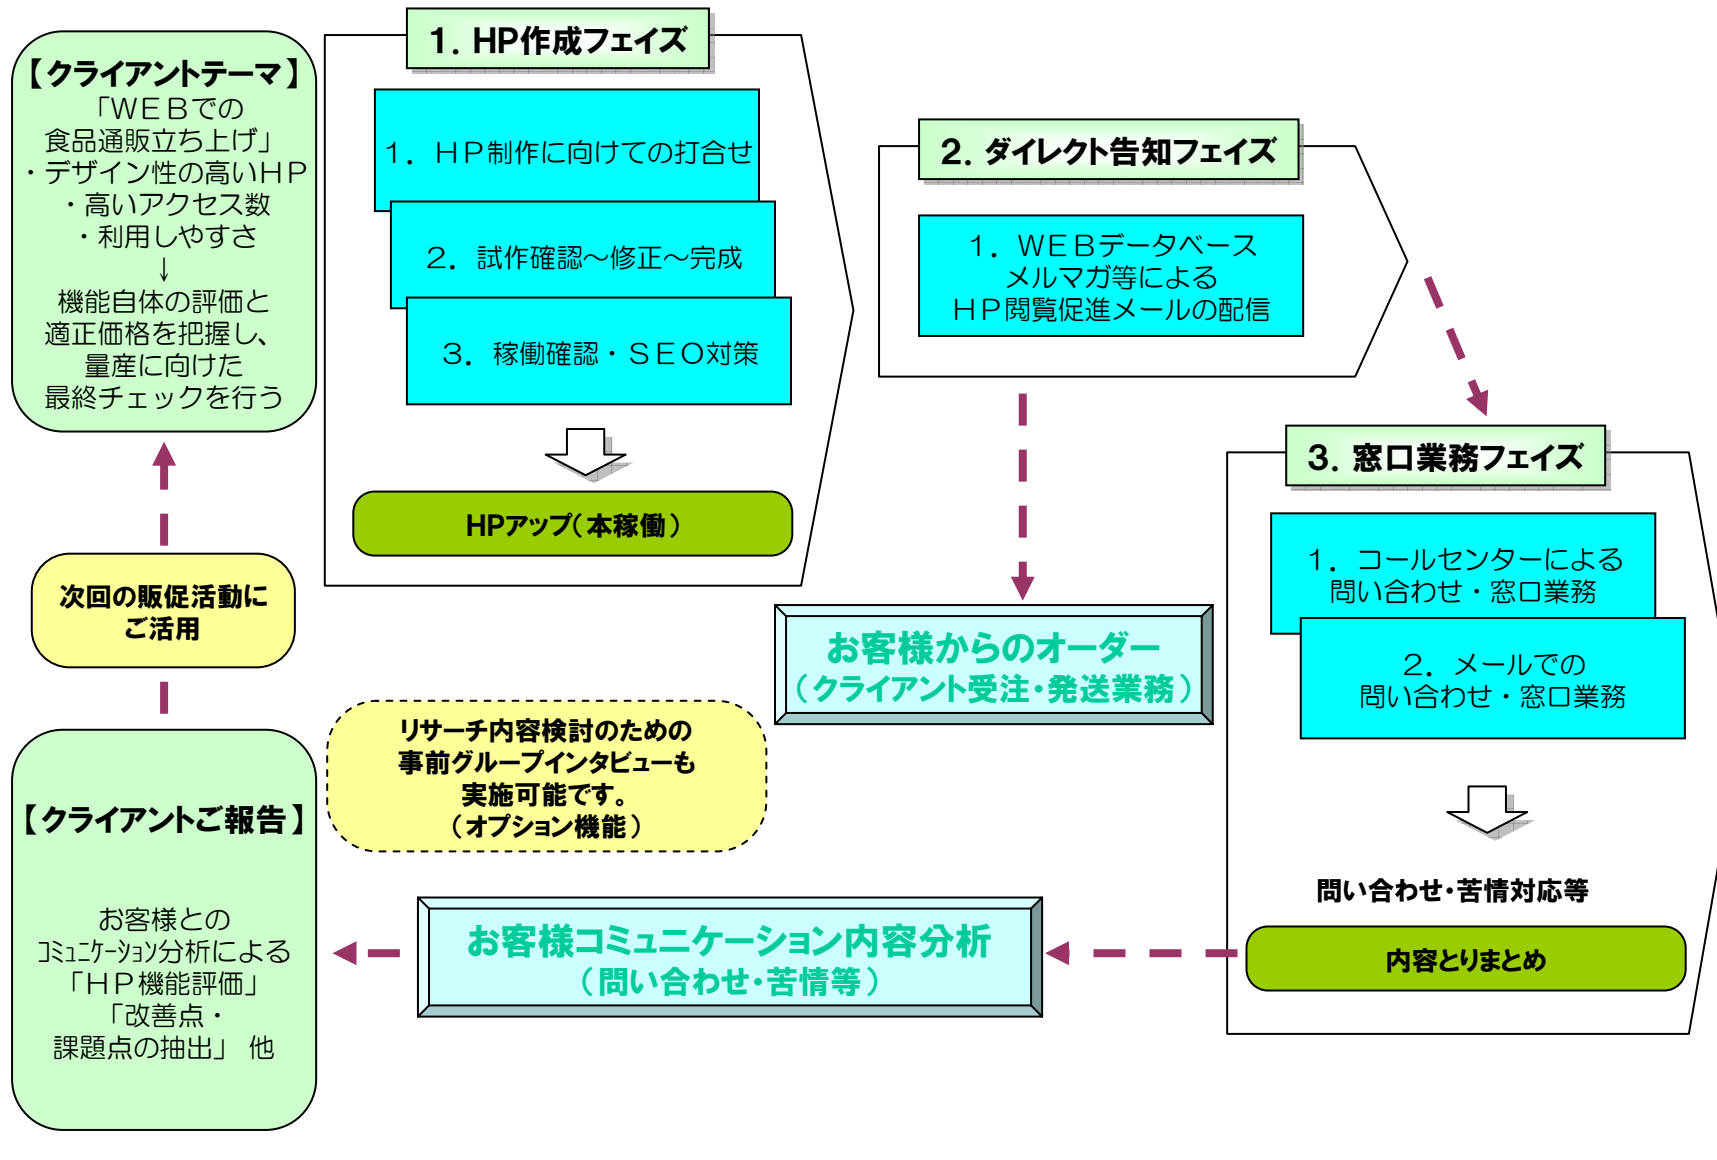 【クライアントテーマ】
「ＷＥＢでの
食品通販立ち上げ」
・デザイン性の高いＨＰ
・高いアクセス数
・利用しやすさ
↓
機能自体の評価と
適正価格を把握し、
量産に向けた
最終チェックを行う
1．HP作成フェイズ
１．ＨＰ制作に向けての打合せ
２．試作確認～修正～完成
３．稼働確認・ＳＥＯ対策
HPアップ（本稼働）
2．ダイレクト告知フェイズ
１．ＷＥＢデータベース
メルマガ等による
ＨＰ閲覧促進メールの配信
3．窓口業務フェイズ
１．コールセンターによる
問い合わせ・窓口業務
２．メールでの
問い合わせ・窓口業務
問い合わせ・苦情対応等
内容とりまとめ
お客様からのオーダー
（クライアント受注・発送業務）
次回の販促活動に
ご活用
リサーチ内容検討のための
事前グループインタビューも
実施可能です。
（オプション機能）
お客様コミュニケーション内容分析
（問い合わせ・苦情等）
【クライアントご報告】
お客様との
ｺﾐｭﾆｹｰｼｮﾝ分析による
「ＨＰ機能評価」
「改善点・
課題点の抽出」 他